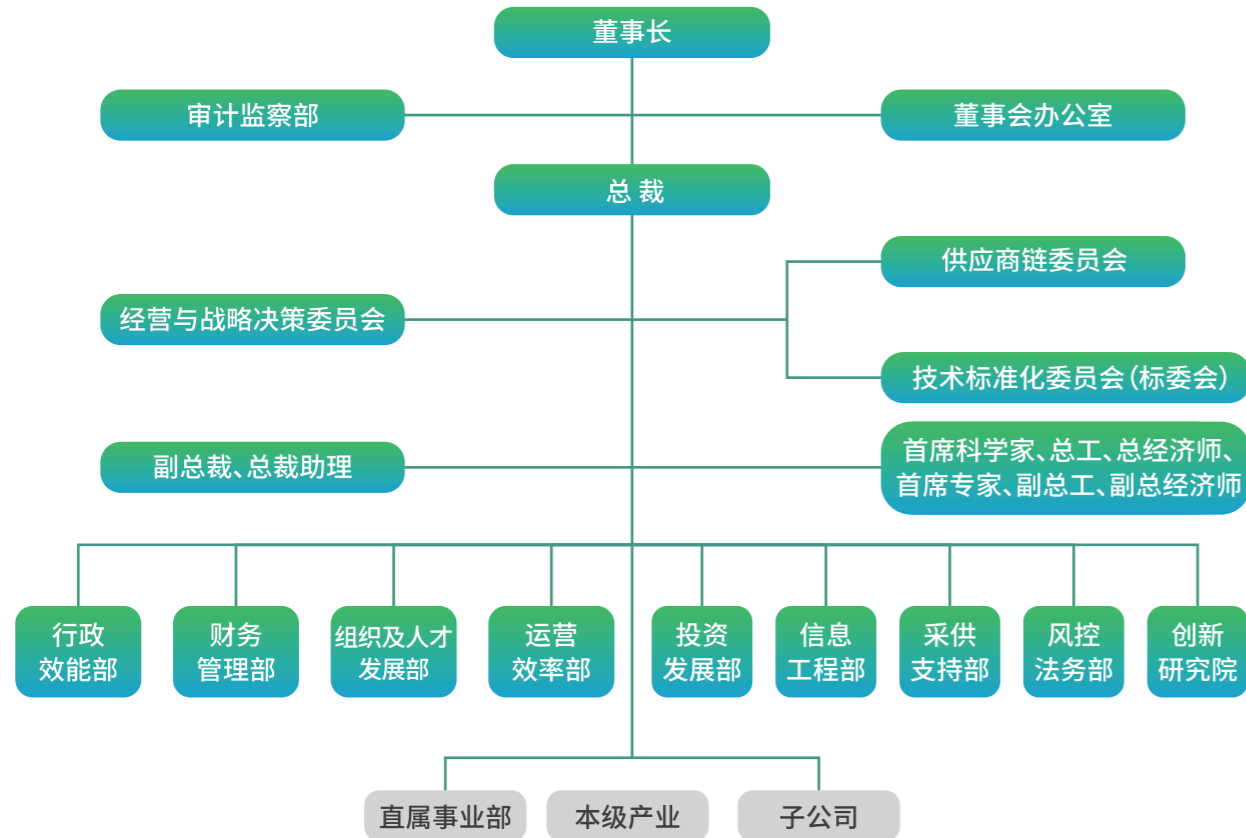 董事长
审计监察部
董事会办公室
总 裁
供应商链委员会
经营与战略决策委员会
技术标准化委员会（标委会）
副总裁、总裁助理
首席科学家、总工、总经济师、
首席专家、副总工、副总经济师
行政
效能部
财务
管理部
组织及人才
发展部
运营
效率部
投资
发展部
信息
工程部
采供
支持部
风控
法务部
创新
研究院
直属事业部
本级产业
子公司